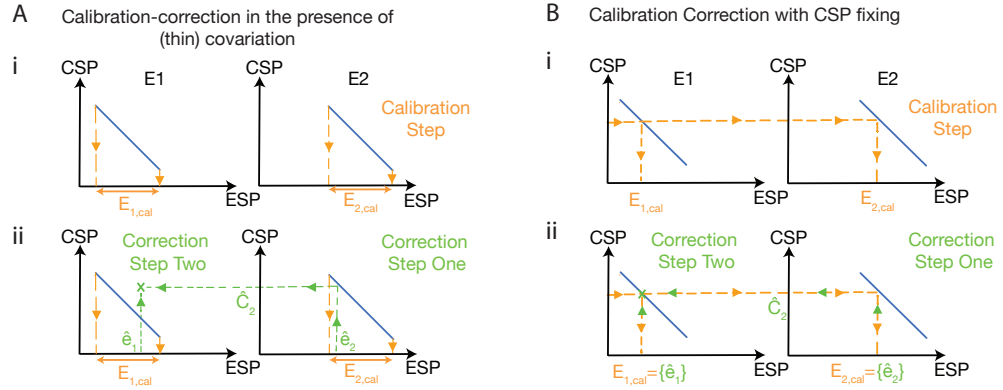 A
Calibration-correction in the presence of
(thin) covariation
i
CSP
E1
CSP
E2
Calibration
Step
E1,cal
ESP
E2,cal
ESP
ii
CSP
Correction
Step Two
CSP
Correction
Step One
Ĉ2
ê1
ê2
E1,cal
ESP
E2,cal
ESP
B
Calibration Correction with CSP fixing
i
CSP
E1
CSP
E2
Calibration
Step
E1,cal
ESP
E2,cal
ESP
ii
CSP
Correction
Step Two
CSP
Correction
Step One
Ĉ2
E1,cal={ê1}
ESP
E2,cal={ê2}
ESP